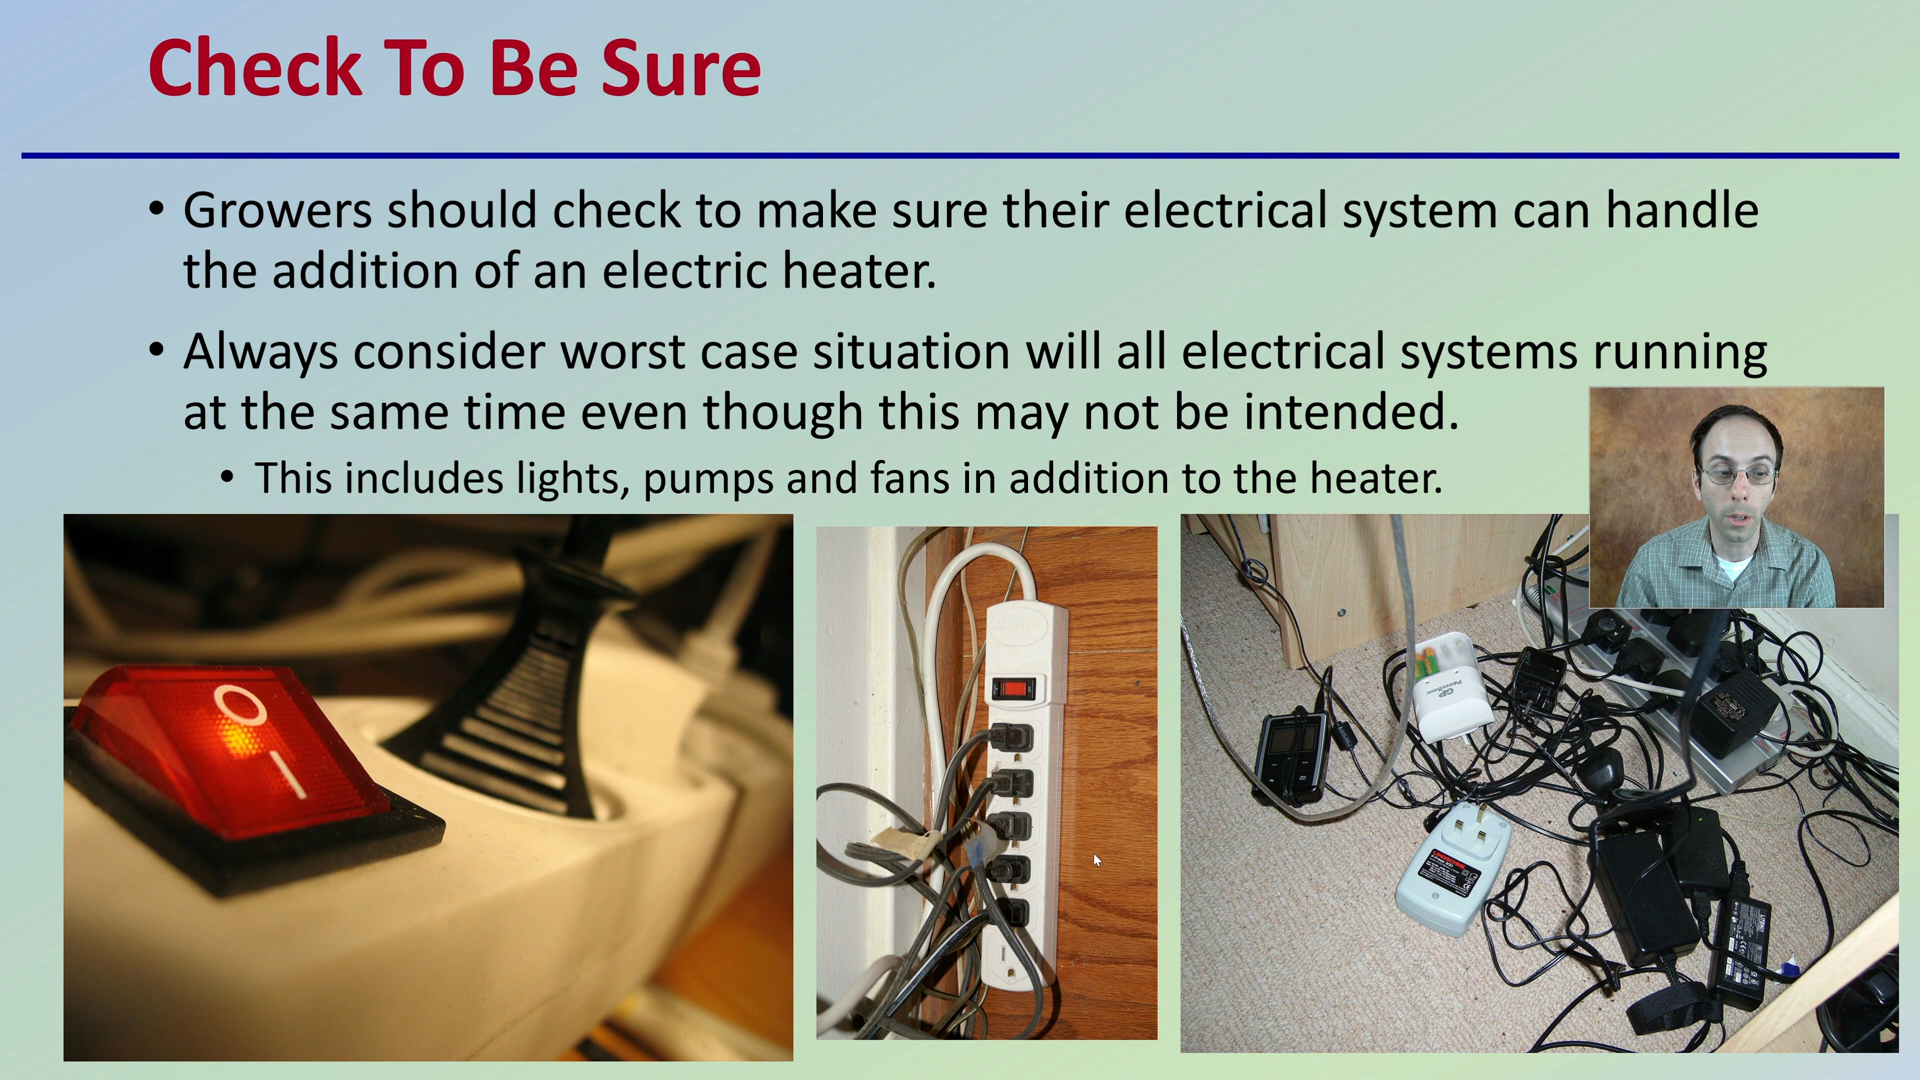 Check To Be Sure
• Growers should check to make sure their electrical system can handle
the addition of an electric heater.
• Always consider worst case situation will all electrical systems running
at the same time even though this may not be intended.
• This includes lights, pumps and fans in addition to the heater.
GP